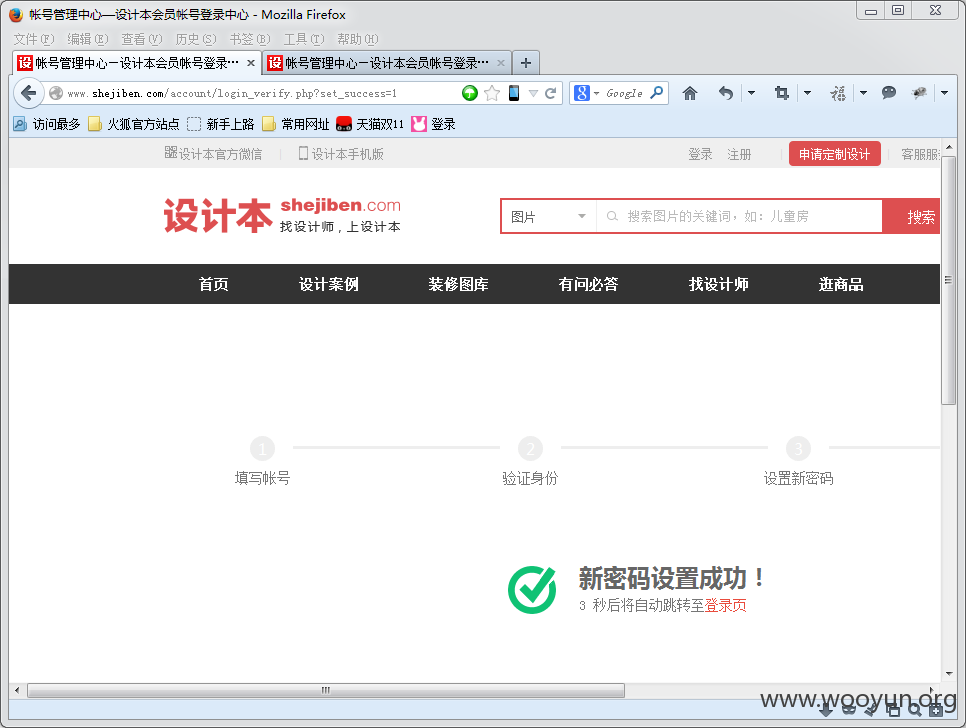 帐号管理中心—设计本会员帐号登录中心 - Mozilla Firefox
文件(F) 编辑(E) 查看(V) 历史(S) 书签(B) 工具(T) 帮助(H)
设 帐号管理中心—设计本会员帐号登录… × 设 帐号管理中心—设计本会员帐号登录… × +
www.shejiben.com/account/login_verify.php?set_success=1 8 Google
访问最多 火狐官方站点 新手上路 常用网址 天猫双11 登录
设计本官方微信 设计本手机版 登录 注册 申请定制设计 客服服
设计本 shejiben.com
找设计师，上设计本
图片 搜索图片的关键词，如：儿童房 搜索
首页 设计案例 装修图库 有问必答 找设计师 逛商品
1 2 3
填写帐号 验证身份 设置新密码
新密码设置成功！
3 秒后将自动跳转至登录页
www.wooyun.org